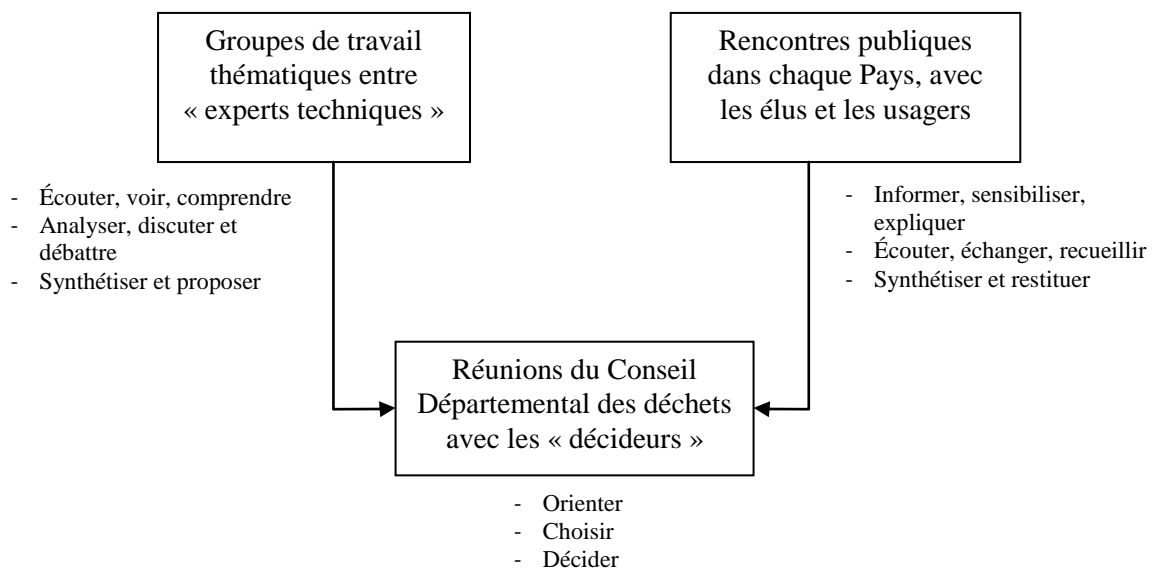 Groupes de travail
thématiques entre
« experts techniques »
Rencontres publiques
dans chaque Pays, avec
les élus et les usagers
- Écouter, voir, comprendre
- Analyser, discuter et
débattre
- Synthétiser et proposer
- Informer, sensibiliser,
expliquer
- Écouter, échanger, recueillir
- Synthétiser et restituer
Réunions du Conseil
Départemental des déchets
avec les « décideurs »
- Orienter
- Choisir
- Décider